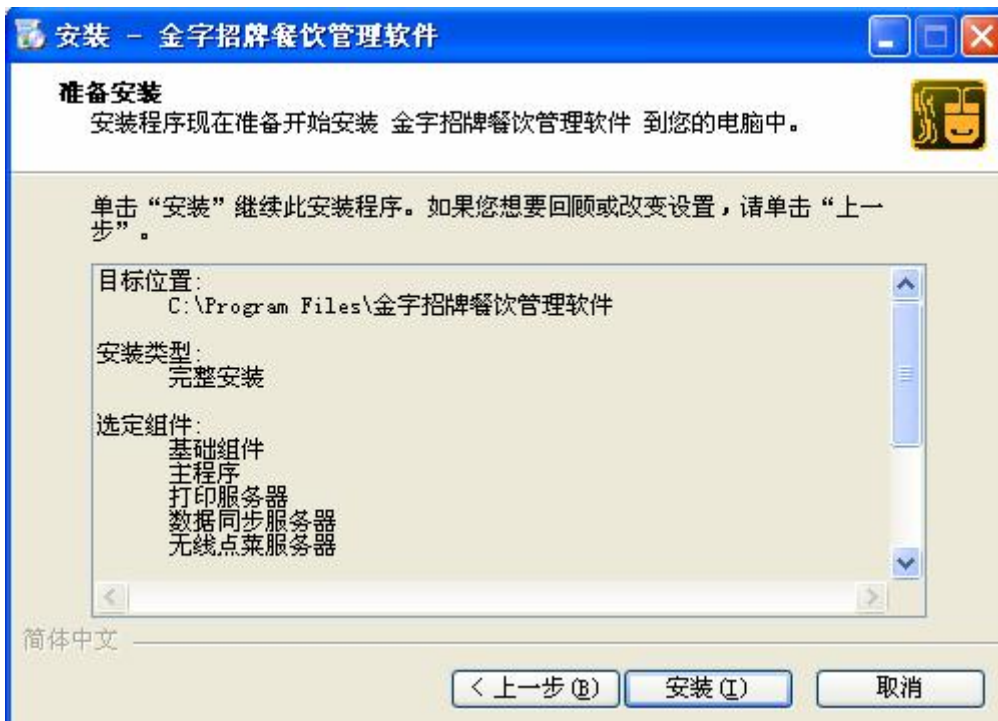 安装 - 金字招牌餐饮管理软件
准备安装
安装程序现在准备开始安装 金字招牌餐饮管理软件 到您的电脑中。
单击“安装”继续此安装程序。如果您想要回顾或改变设置，请单击“上一
步”。
目标位置:
C:\Program Files\金字招牌餐饮管理软件
安装类型:
完整安装
选定组件:
基础组件
主程序
打印服务器
数据同步服务器
无线点菜服务器
简体中文
< 上一步(B)
安装(I)
取消